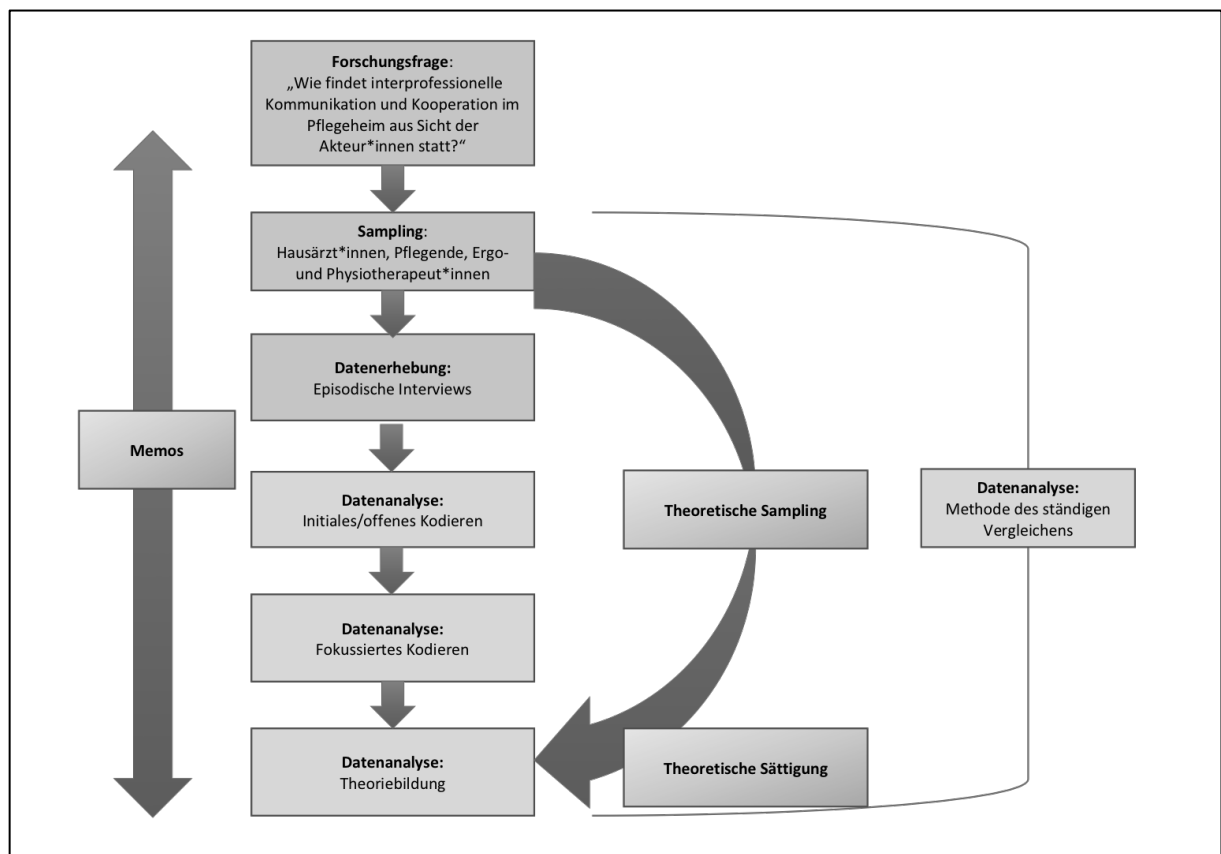 Forschungsfrage:
„Wie findet interprofessionelle
Kommunikation und Kooperation im
Pflegeheim aus Sicht der
Akteur*innen statt?“
Sampling:
Hausärzt*innen, Pflegende, Ergo-
und Physiotherapeut*innen
Datenerhebung:
Episodische Interviews
Memos
Datenanalyse:
Initiales/offenes Kodieren
Theoretische Sampling
Datenanalyse:
Methode des ständigen
Vergleichens
Datenanalyse:
Fokussiertes Kodieren
Datenanalyse:
Theoriebildung
Theoretische Sättigung